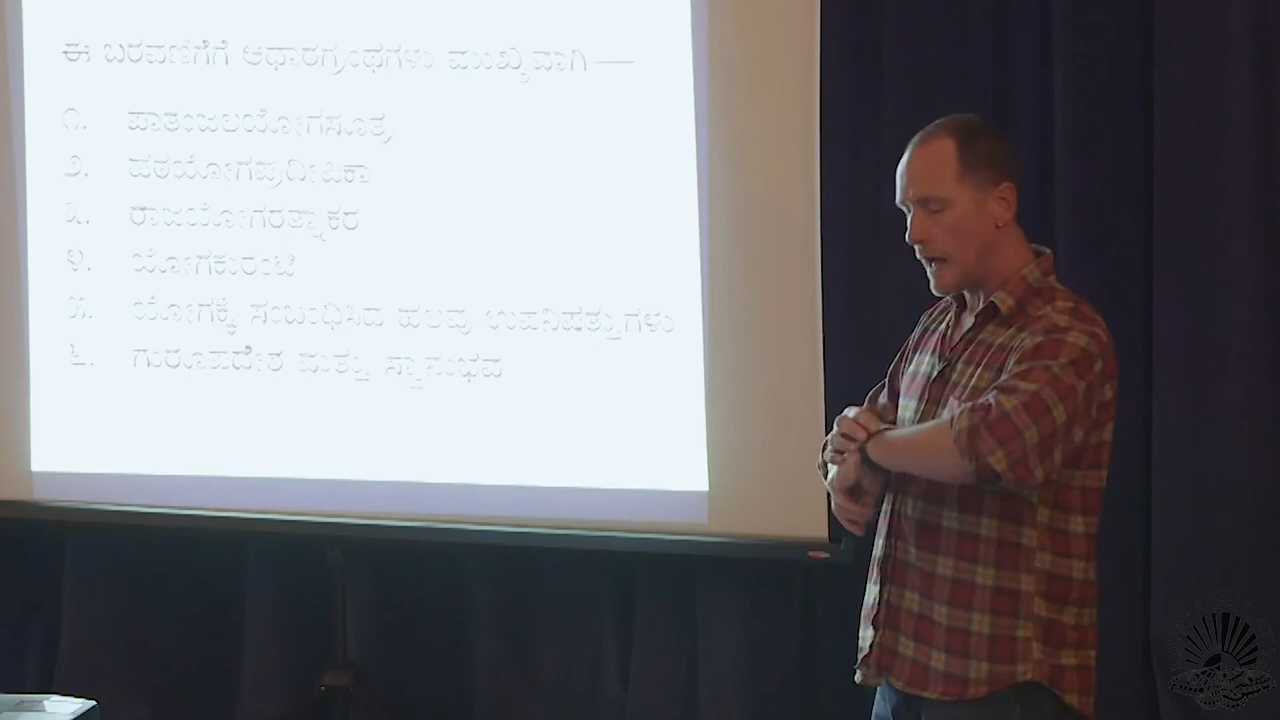 ಈ ಬರವಣಿಗೆಗೆ ಆಧಾರಗ್ರಂಥಗಳು ಮುಖ್ಯವಾಗಿ —
೧. ಪಾತಂಜಲಯೋಗಸೂತ್ರ
೨. ಹಠಯೋಗಪ್ರದೀಪಿಕಾ
೩. ರಾಜಯೋಗರತ್ನಾಕರ
೪. ಯೋಗಕುರಂಟಿ
೫. ಯೋಗಕ್ಕೆ ಸಂಬಂಧಿಸಿದ ಹಲವು ಉಪನಿಷತ್ತುಗಳು
೬. ಗುರೂಪದೇಶ ಮತ್ತು ಸ್ವಾನುಭವ